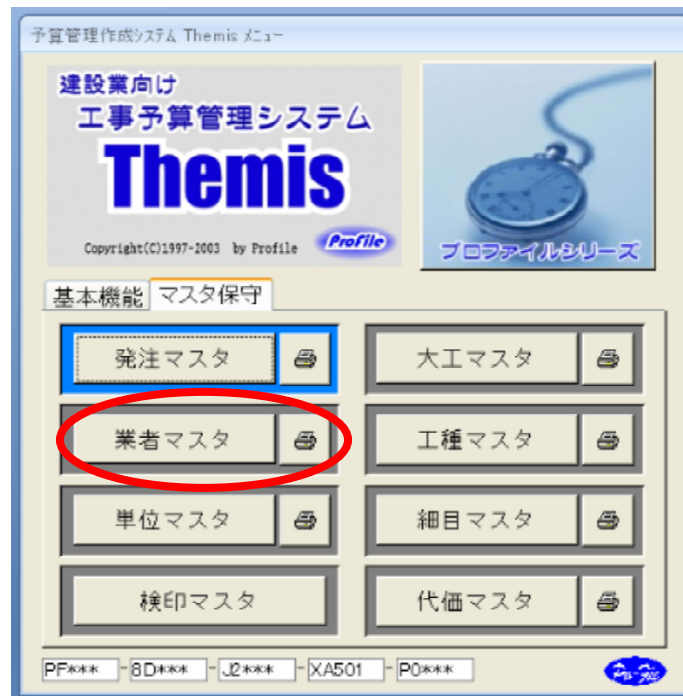 予算管理作成システム Themis メニュー
建設業向け
工事予算管理システム
Themis
Copyright(C)1997-2003 by Profile
Profile
プロファイルシリーズ
基本機能 マスタ保守
発注マスタ 大工マスタ
業者マスタ 工種マスタ
単位マスタ 細目マスタ
検印マスタ 代価マスタ
PF*** - 8D*** - J2*** - XA501 - P0***